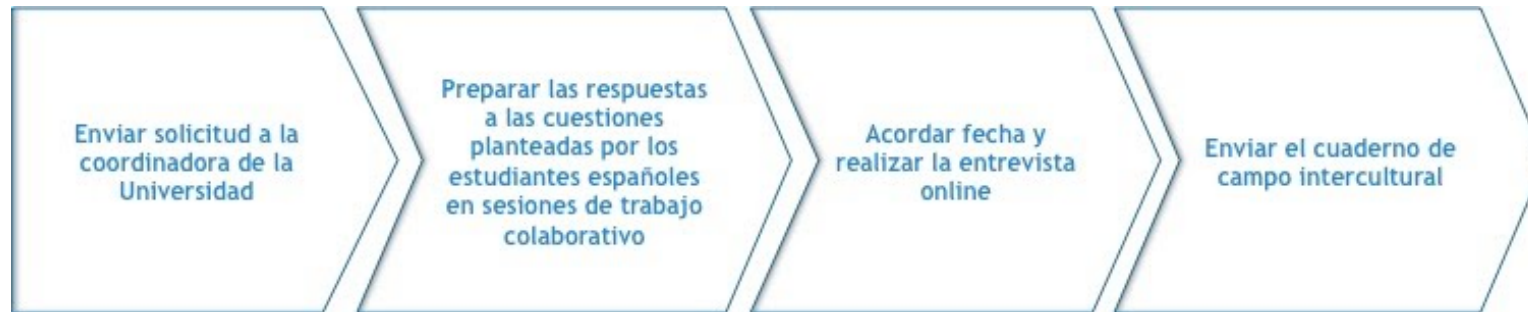 Enviar solicitud a la
coordinadora de la
Universidad
Preparar las respuestas
a las cuestiones
planteadas por los
estudiantes españoles
en sesiones de trabajo
colaborativo
Acordar fecha y
realizar la entrevista
online
Enviar el cuaderno de
campo intercultural